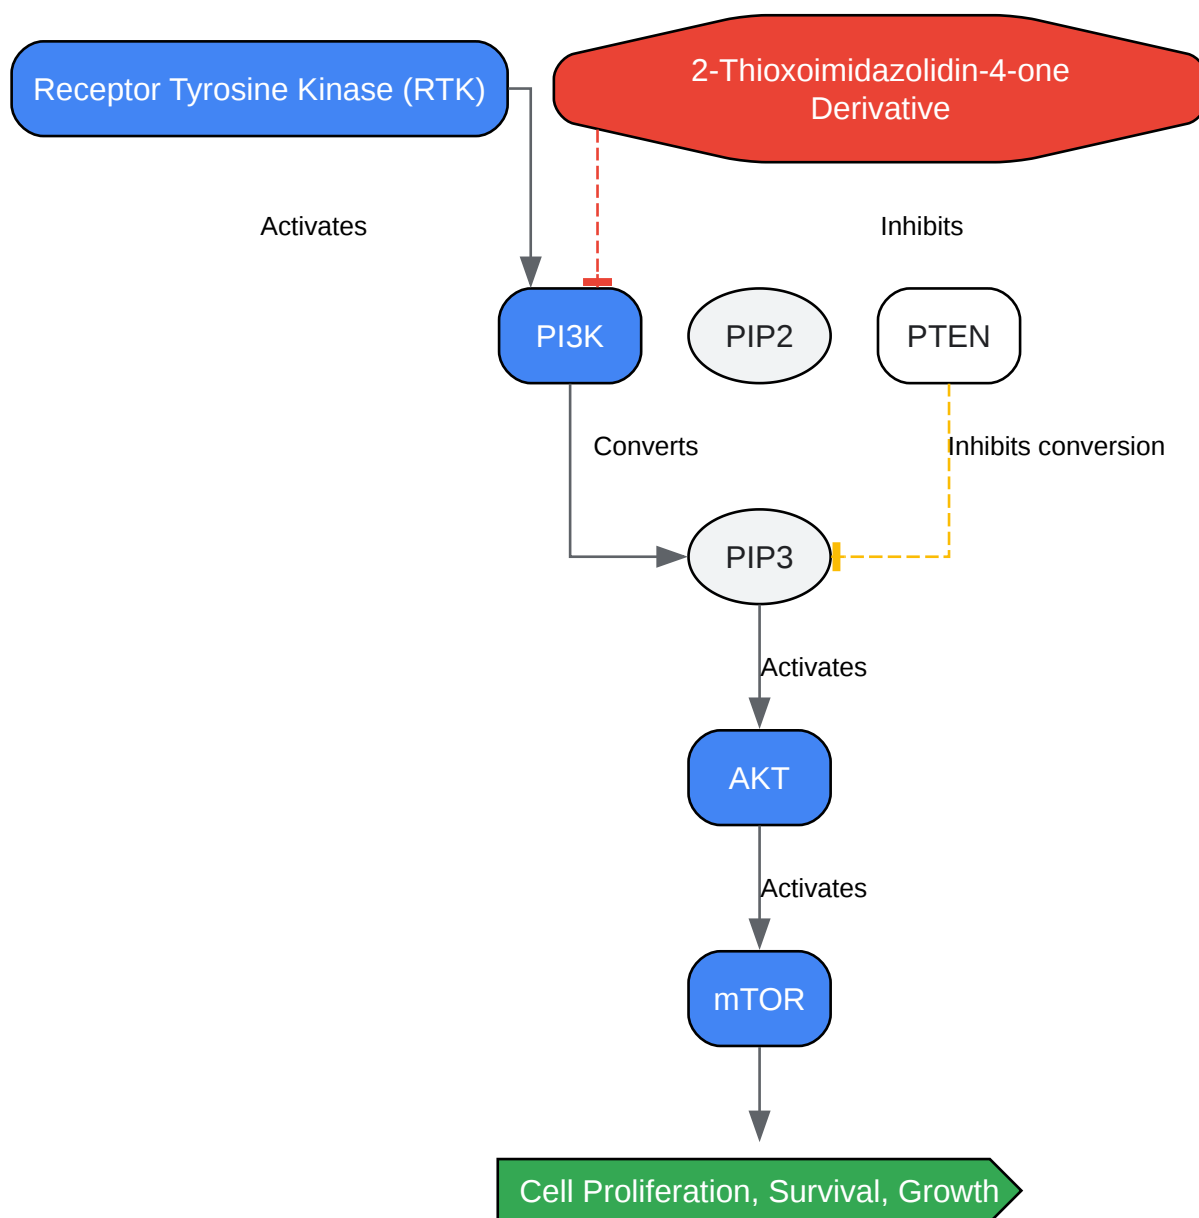 Receptor Tyrosine Kinase (RTK)
2-Thioxoimidazolidin-4-one
Derivative
Activates
Inhibits
PI3K
PIP2
PTEN
Converts
Inhibits conversion
PIP3
Activates
AKT
Activates
mTOR
Cell Proliferation, Survival, Growth